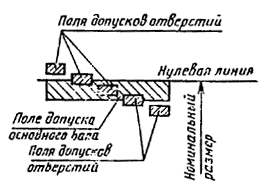 Поля допусков отверстий
Нулевая линия
Поле допуска
основного вала
Поля допусков
отверстий
Номинальный
размер